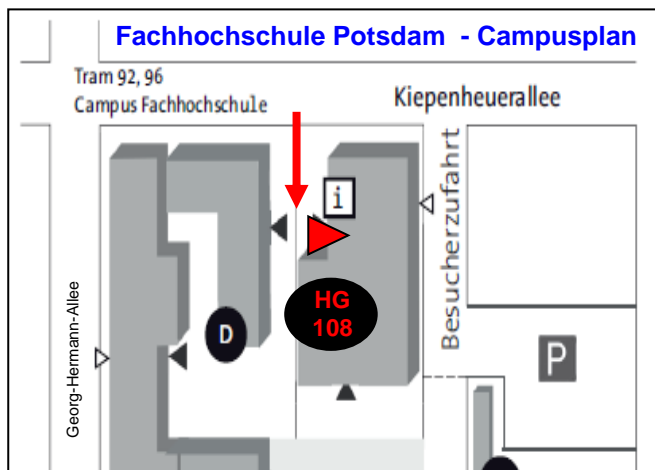 Fachhochschule Potsdam - Campusplan
Tram 92, 96
Campus Fachhochschule
Kiepenheuerallee
Besucherzufahrt
i
HG
108
D
Georg-Hermann-Allee
P